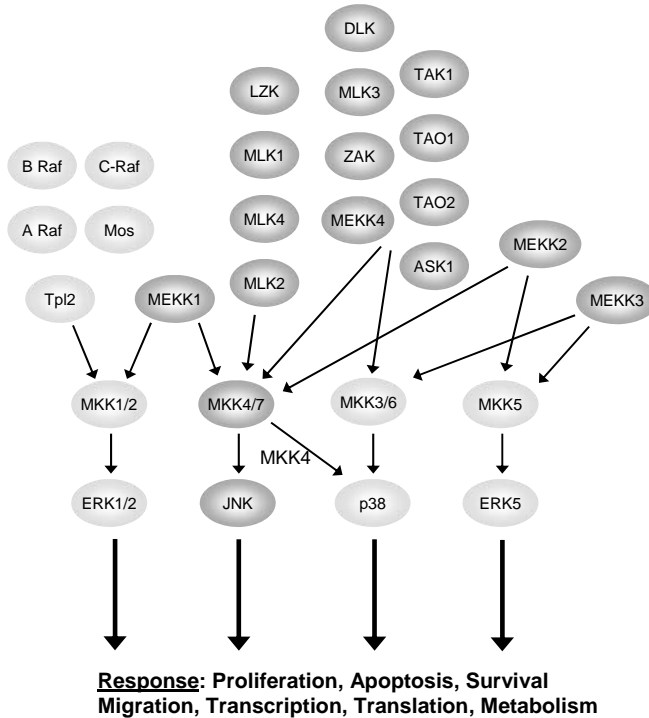 DLK
LZK
MLK3
TAK1
B Raf
C-Raf
MLK1
ZAK
TAO1
A Raf
Mos
MLK4
MEKK4
TAO2
MEKK2
Tpl2
MEKK1
MLK2
ASK1
MEKK3
MKK1/2
MKK4/7
MKK3/6
MKK5
MKK4
ERK1/2
JNK
p38
ERK5
Response: Proliferation, Apoptosis, Survival
Migration, Transcription, Translation, Metabolism